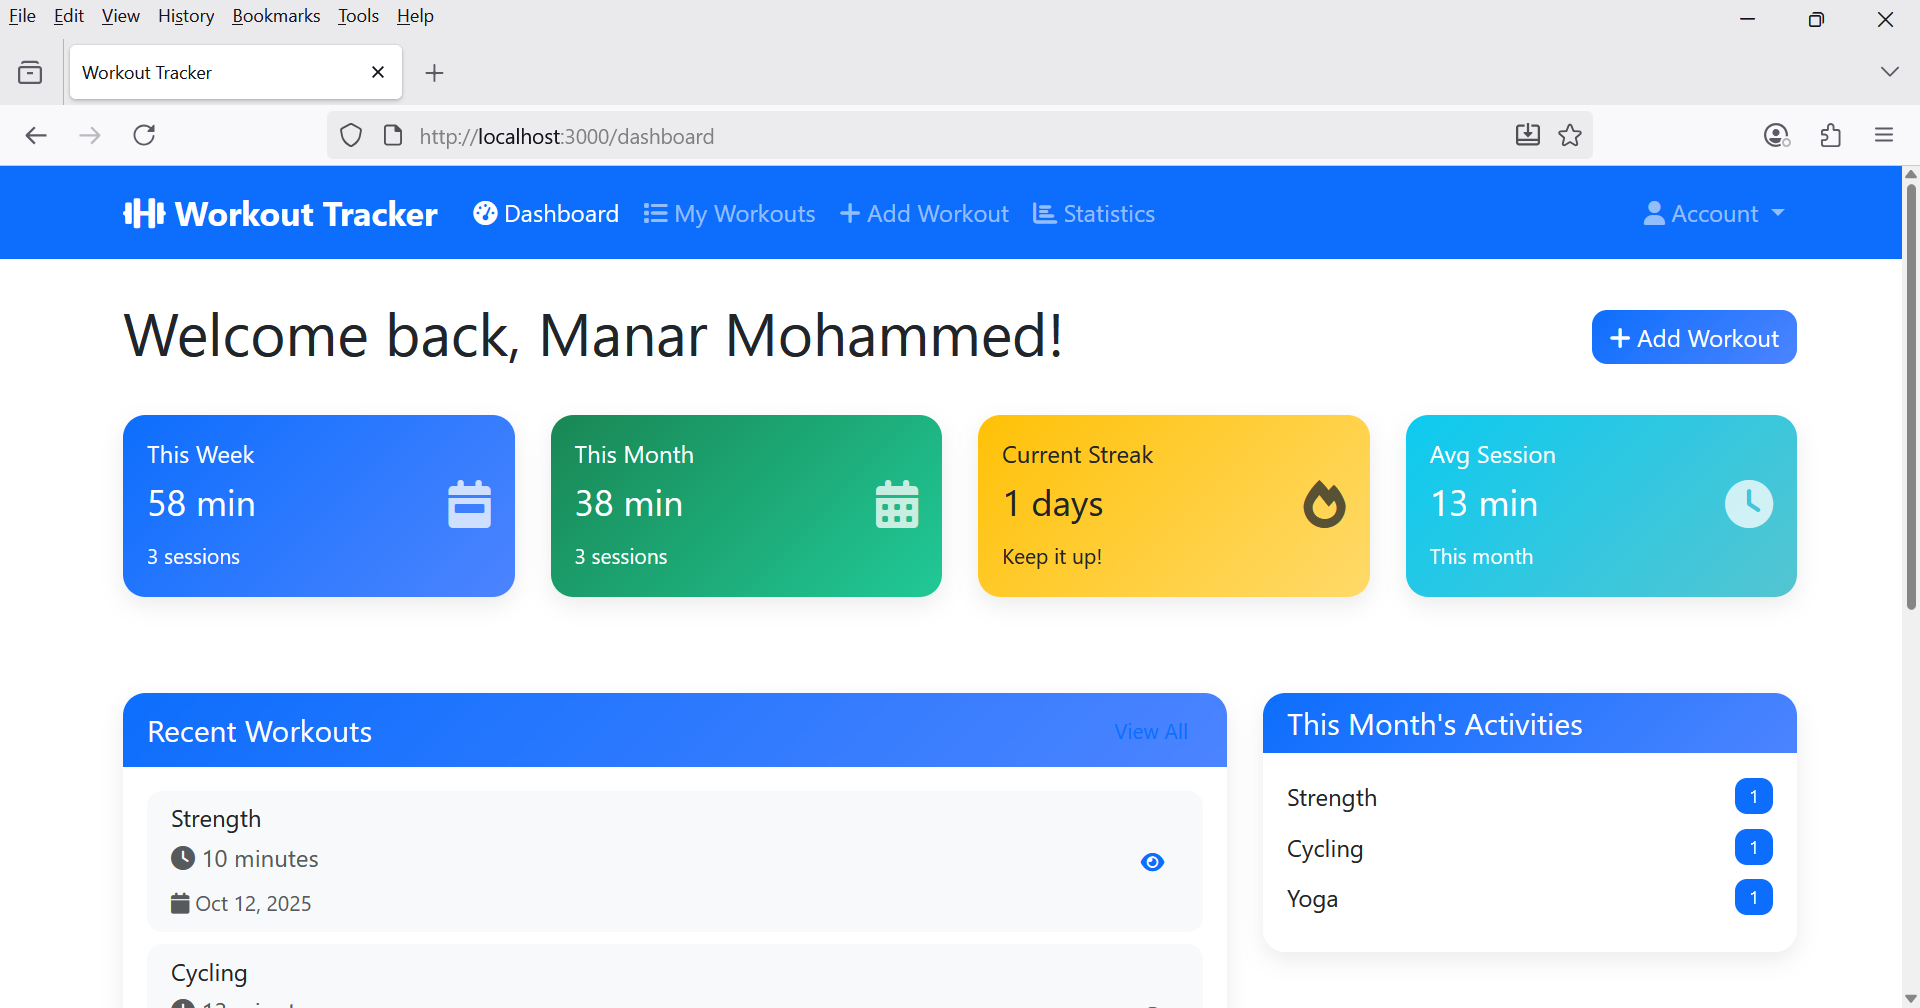 File Edit View History Bookmarks Tools Help
Workout Tracker
http://localhost:3000/dashboard
Workout Tracker Dashboard My Workouts Add Workout Statistics Account
Welcome back, Manar Mohammed!
Add Workout
This Week
58 min
3 sessions
This Month
38 min
3 sessions
Current Streak
1 days
Keep it up!
Avg Session
13 min
This month
Recent Workouts
View All
Strength
10 minutes
Oct 12, 2025
Cycling
This Month's Activities
Strength 1
Cycling 1
Yoga 1